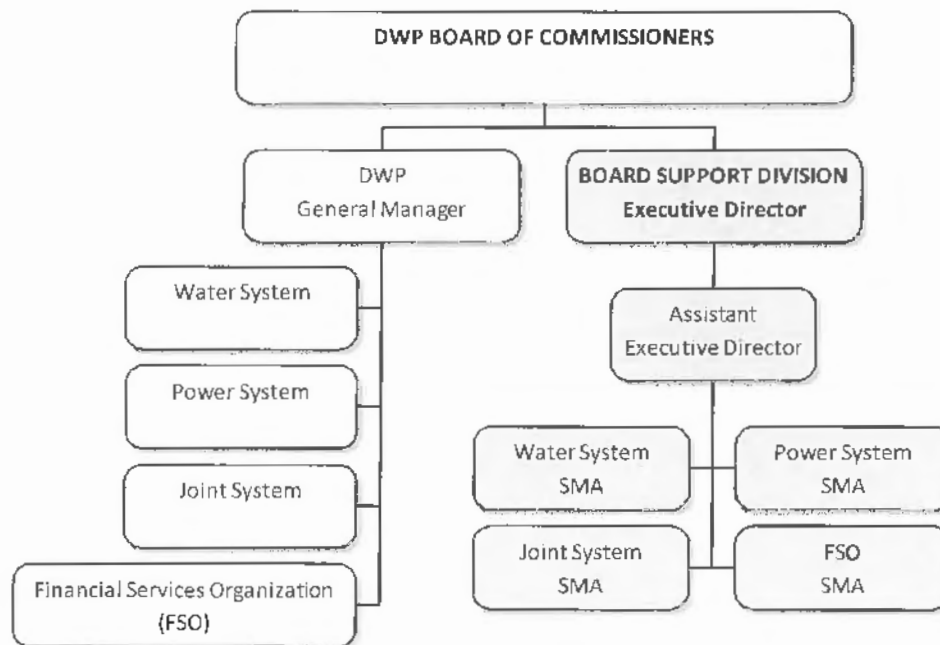 DWP BOARD OF COMMISSIONERS
DWP
General Manager
BOARD SUPPORT DIVISION
Executive Director
Water System
Assistant
Executive Director
Power System
Water System
SMA
Power System
SMA
Joint System
Joint System
SMA
FSO
SMA
Financial Services Organization
(FSO)